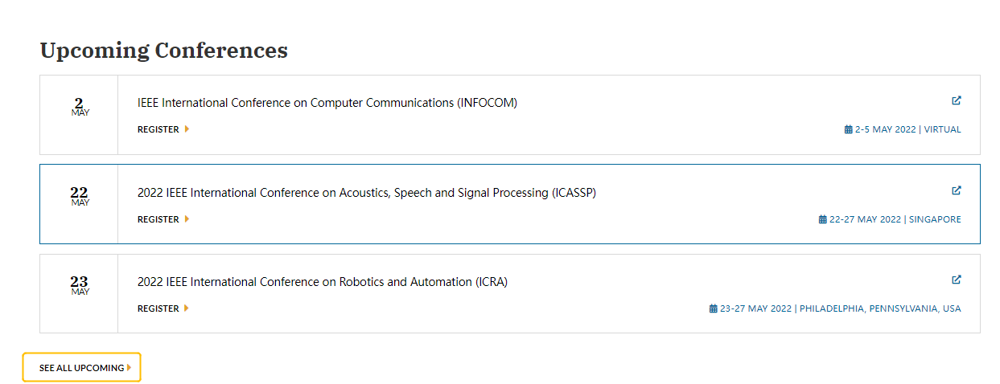 Upcoming Conferences
2
MAY
IEEE International Conference on Computer Communications (INFOCOM)
REGISTER
2-5 MAY 2022 | VIRTUAL
22
MAY
2022 IEEE International Conference on Acoustics, Speech and Signal Processing (ICASSP)
REGISTER
22-27 MAY 2022 | SINGAPORE
23
MAY
2022 IEEE International Conference on Robotics and Automation (ICRA)
REGISTER
23-27 MAY 2022 | PHILADELPHIA, PENNSYLVANIA, USA
SEE ALL UPCOMING